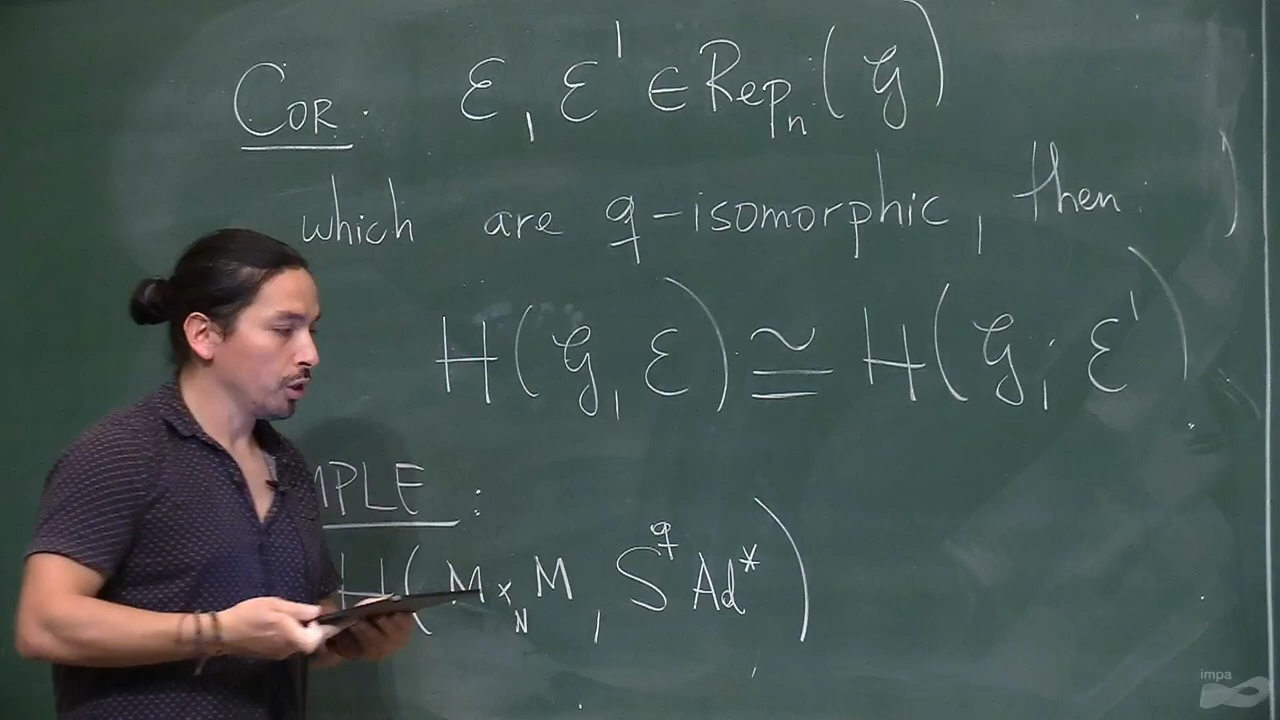 COR. ℰ, ℰ' ∈ Rep_n(𝒢)
which are q-isomorphic, then: )
H(𝒢, ℰ) ≅ H(𝒢; ℰ')
MPLE :
H(M ×_N M, S^q Ad*)
impa